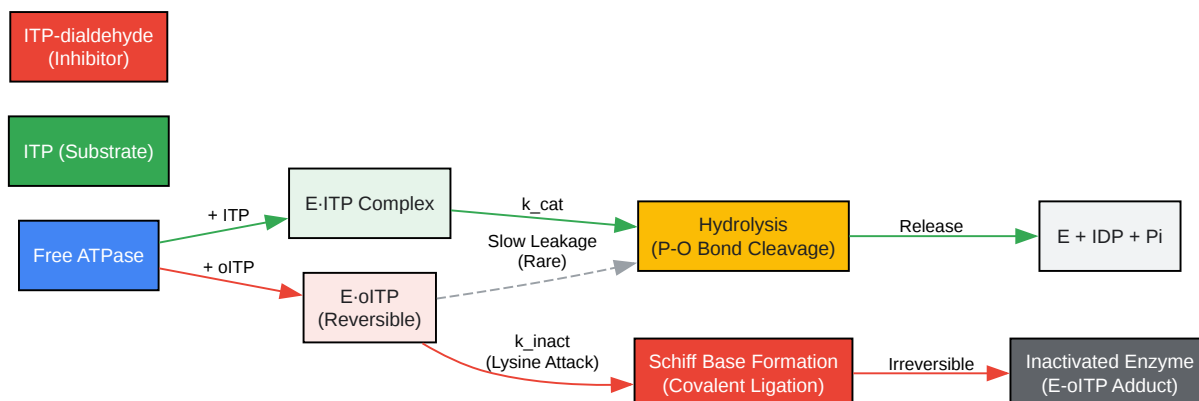 ITP-dialdehyde
(Inhibitor)
ITP (Substrate)
Free ATPase
+ ITP
+ oITP
E·ITP Complex
E·oITP
(Reversible)
k_cat
Slow Leakage
(Rare)
k_inact
(Lysine Attack)
Hydrolysis
(P-O Bond Cleavage)
Schiff Base Formation
(Covalent Ligation)
Release
Irreversible
E + IDP + Pi
Inactivated Enzyme
(E-oITP Adduct)